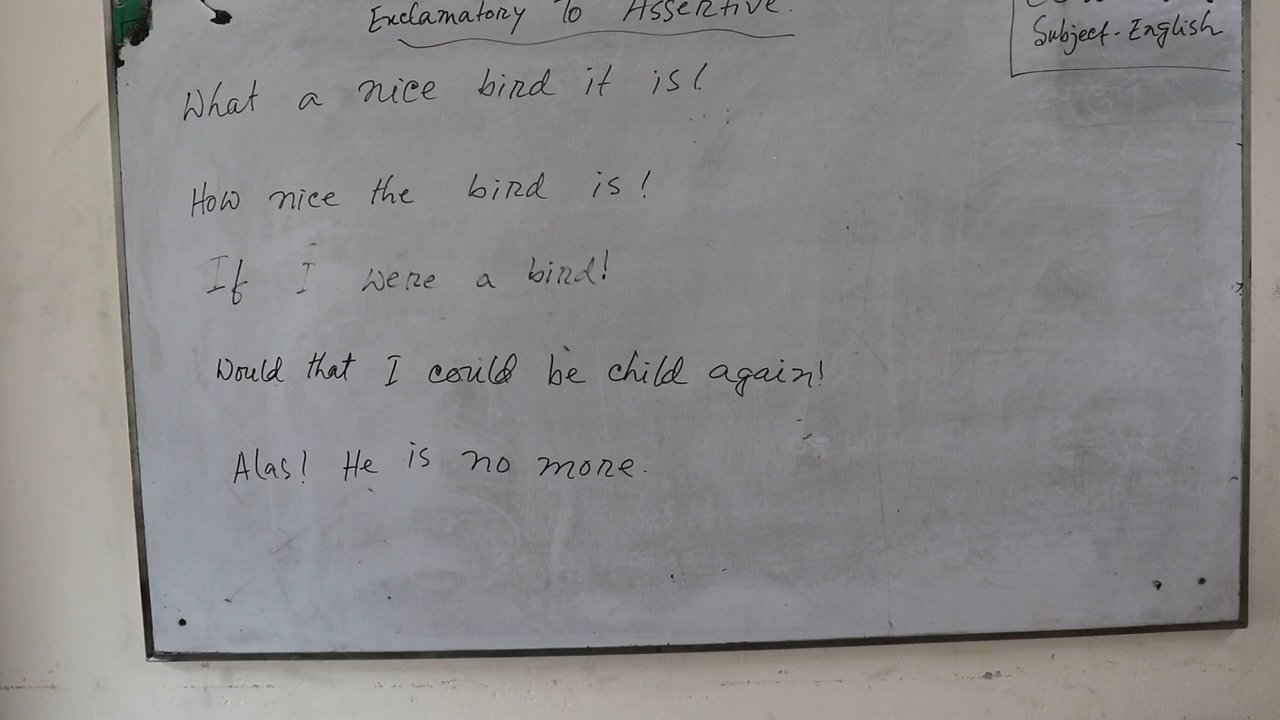 Exclamatory To Assertive.
Subject - English
What a nice bird it is!
How nice the bird is!
If I were a bird!
Would that I could be child again!
Alas! He is no more.